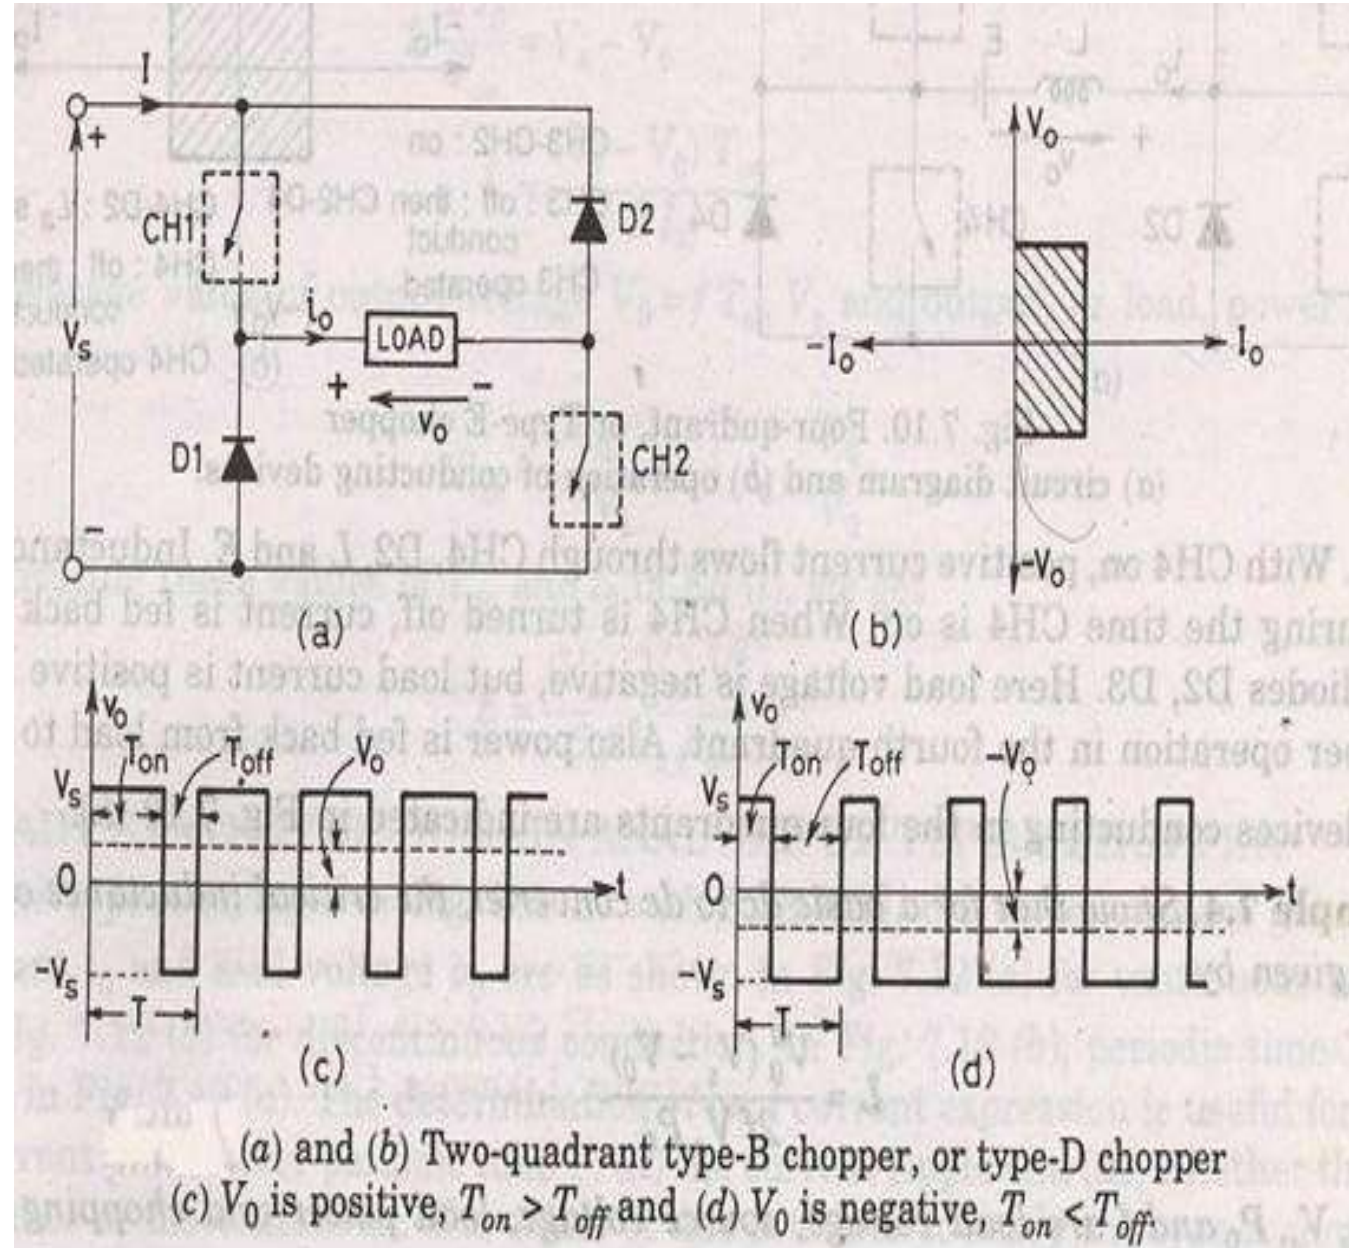 I
+
CH1
D2
Vs
io
LOAD
+
-
vo
D1
CH2
-
(a)
Vo
-Io
Io
-Vo
(b)
vo
Ton
Toff
Vo
Vs
0
t
-Vs
T
(c)
vo
Ton
Toff
-Vo
Vs
0
t
-Vs
T
(d)
(a) and (b) Two-quadrant type-B chopper, or type-D chopper
(c) V0 is positive, Ton > Toff and (d) V0 is negative, Ton < Toff.